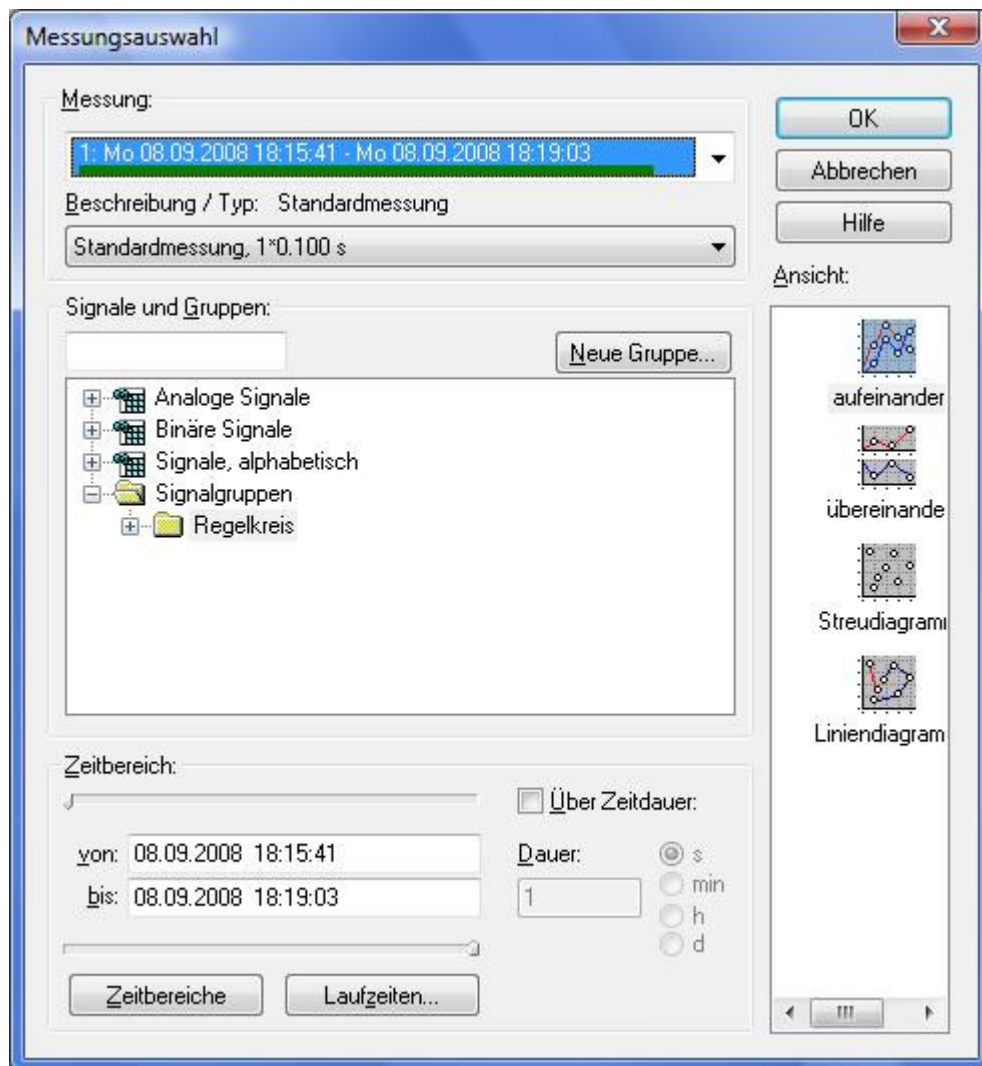 Messungsauswahl
Messung:
1: Mo 08.09.2008 18:15:41 - Mo 08.09.2008 18:19:03
Beschreibung / Typ: Standardmessung
Standardmessung, 1*0.100 s
OK
Abbrechen
Hilfe
Signale und Gruppen:
Neue Gruppe...
Analoge Signale
Binäre Signale
Signale, alphabetisch
Signalgruppen
Regelkreis
Ansicht:
aufeinander
übereinande
Streudiagram
Liniendiagram
Zeitbereich:
Über Zeitdauer:
von: 08.09.2008 18:15:41
bis: 08.09.2008 18:19:03
Dauer:
1
s
min
h
d
Zeitbereiche
Laufzeiten...